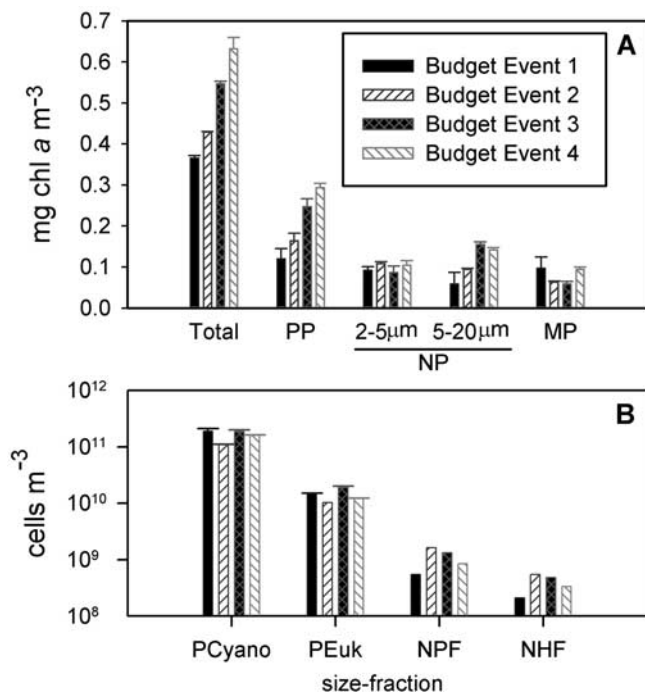 A
0.7
0.6
0.5
0.4
0.3
0.2
0.1
0.0
mg chl a m⁻³
Budget Event 1
Budget Event 2
Budget Event 3
Budget Event 4
Total PP 2-5μm 5-20μm MP
NP
B
10¹²
10¹¹
10¹⁰
10⁹
10⁸
cells m⁻³
PCyano PEuk NPF NHF
size-fraction